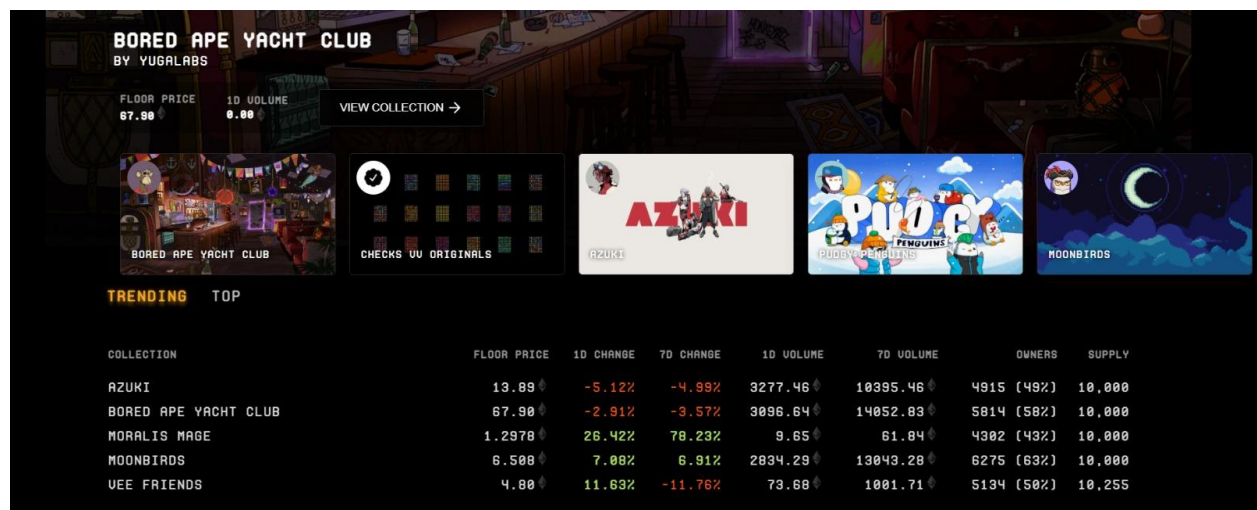 BORED APE YACHT CLUB
BY YUGALABS
FLOOR PRICE 1D VOLUME
67.90 0.00
VIEW COLLECTION →
BORED APE YACHT CLUB
CHECKS VV ORIGINALS
AZUKI
AZUKI
PUDGY
PENGUINS
PUDGY PENGUINS
MOONBIRDS
TRENDING TOP
COLLECTION FLOOR PRICE 1D CHANGE 7D CHANGE 1D VOLUME 7D VOLUME OWNERS SUPPLY
AZUKI 13.89 -5.12% -4.99% 3277.46 10395.46 4915 (49%) 10,000
BORED APE YACHT CLUB 67.90 -2.91% -3.57% 3096.64 14052.83 5814 (58%) 10,000
MORALIS MAGE 1.2978 26.42% 78.23% 9.65 61.84 4302 (43%) 10,000
MOONBIRDS 6.508 7.08% 6.91% 2834.29 13043.28 6275 (63%) 10,000
VEE FRIENDS 4.80 11.63% -11.76% 73.68 1001.71 5134 (50%) 10,255